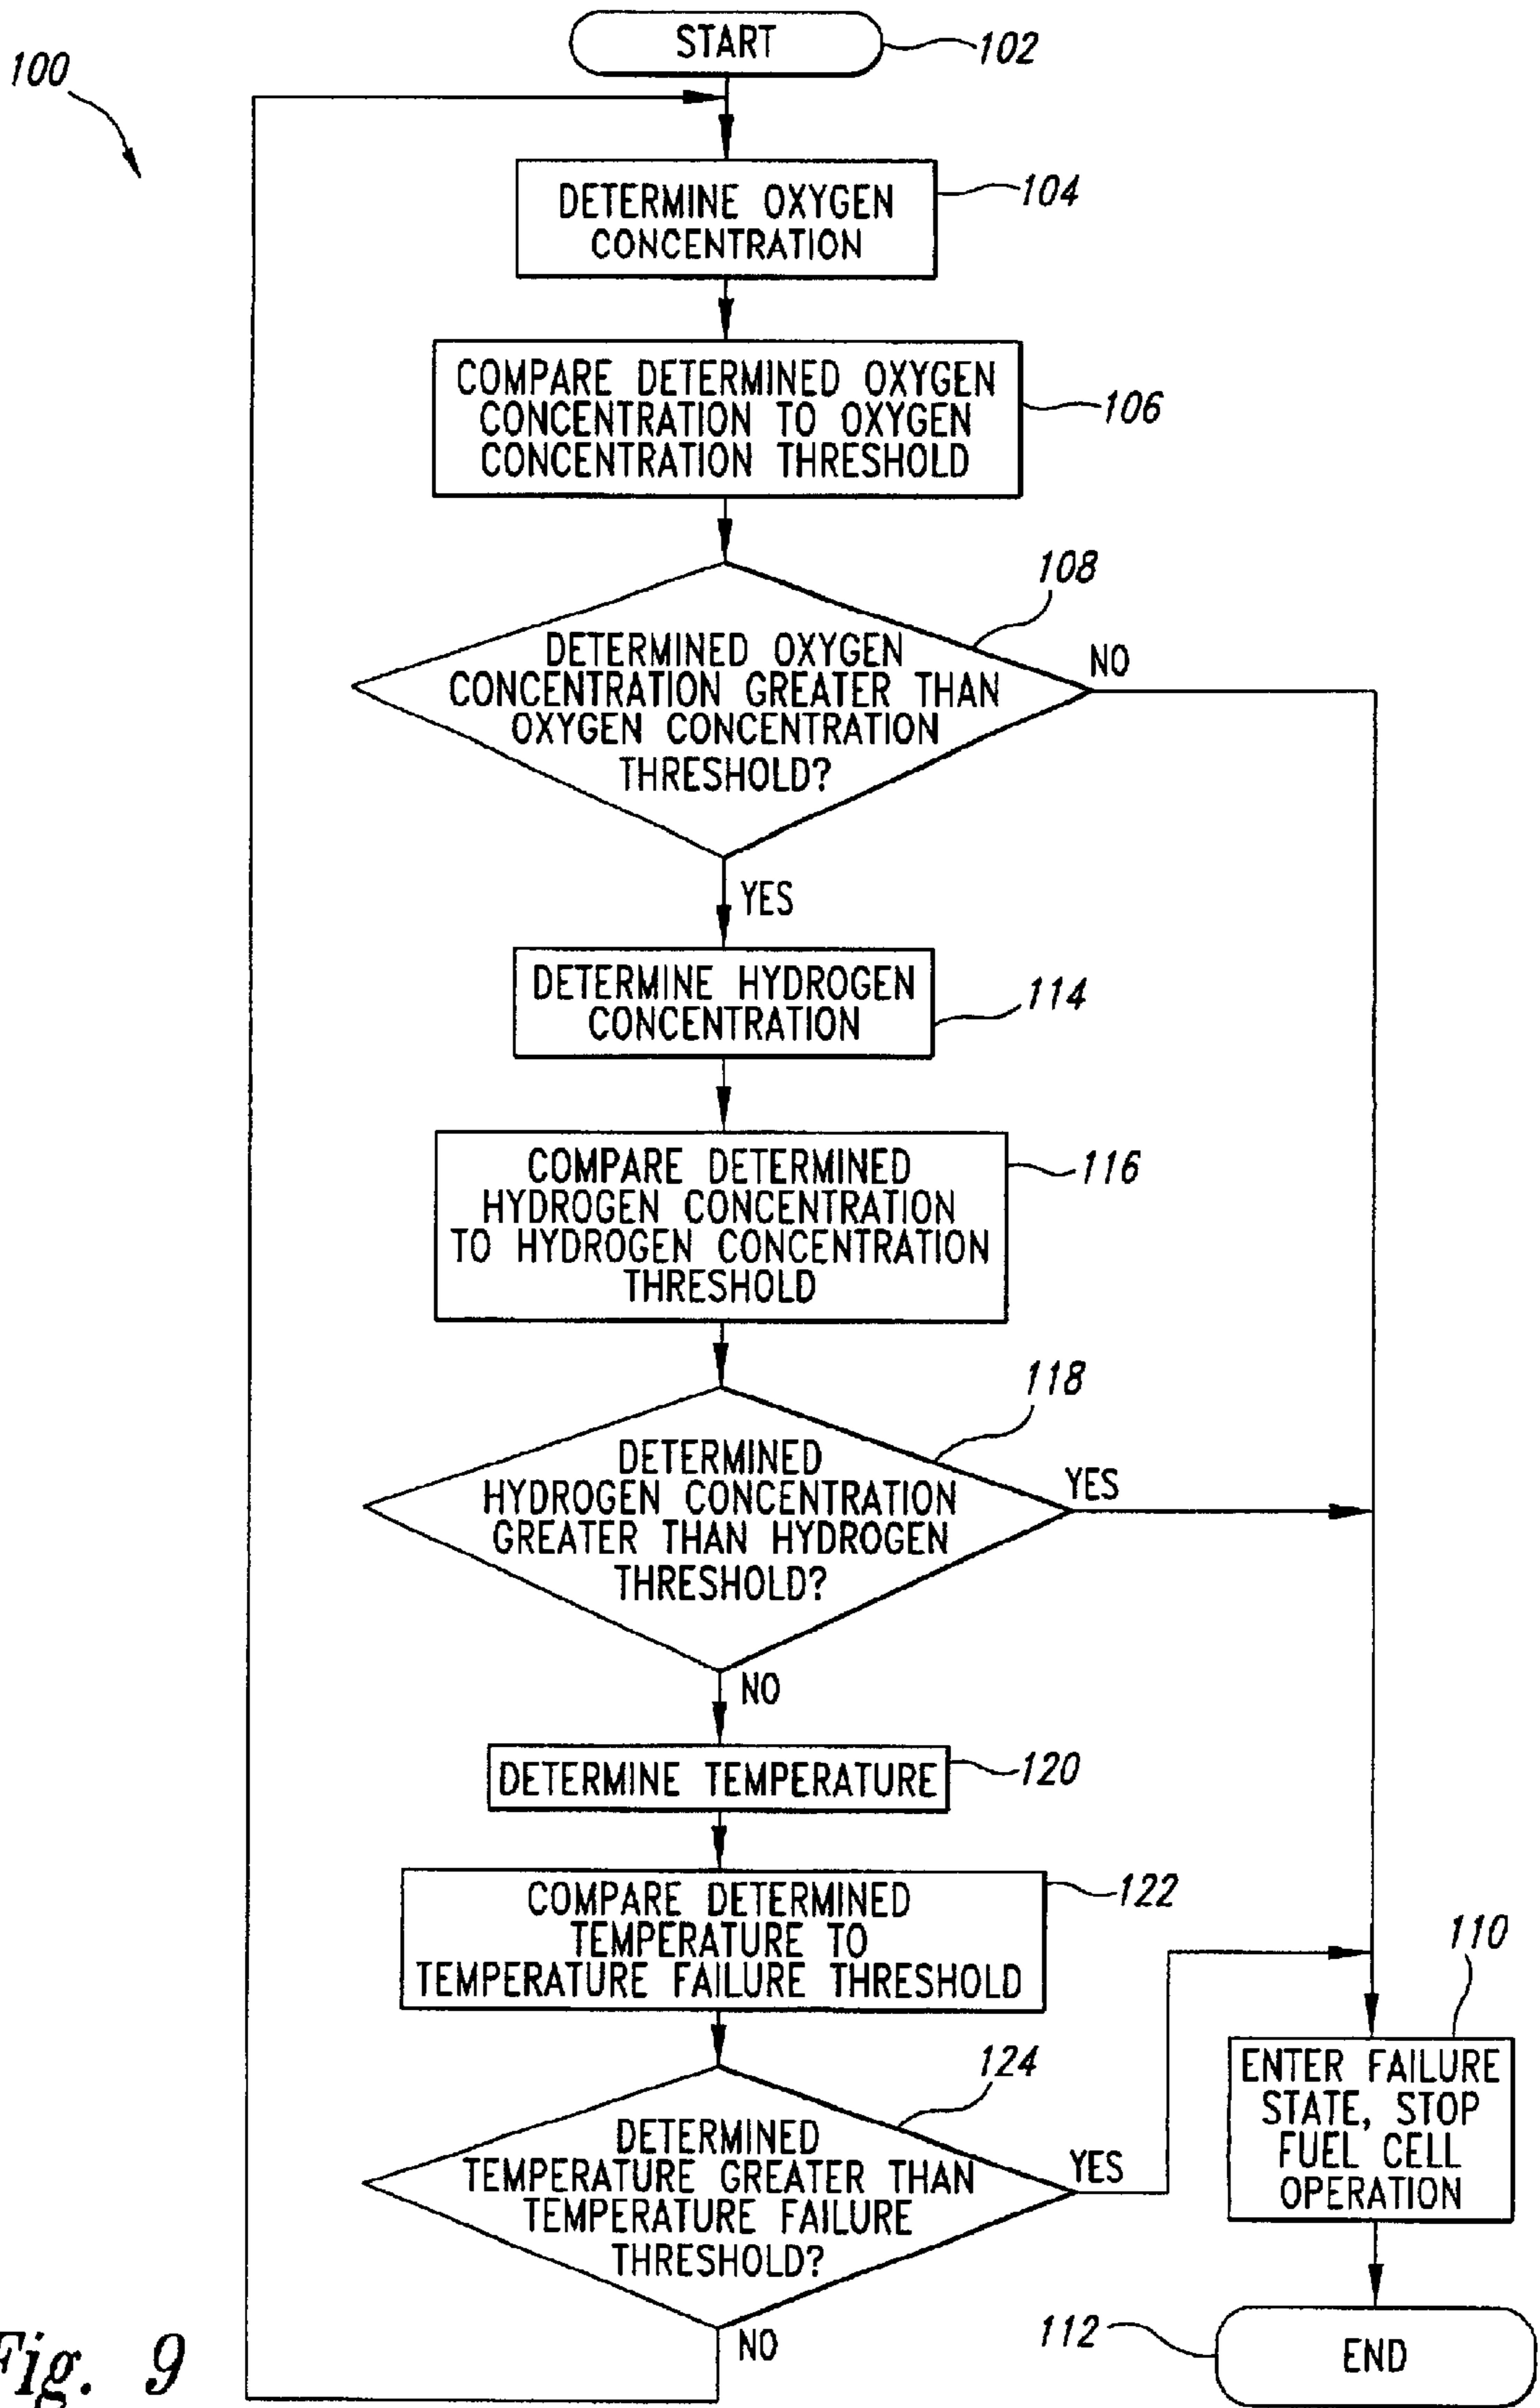 START
102
100
DETERMINE OXYGEN
CONCENTRATION
104
COMPARE DETERMINED OXYGEN
CONCENTRATION TO OXYGEN
CONCENTRATION THRESHOLD
106
108
DETERMINED OXYGEN
CONCENTRATION GREATER THAN
OXYGEN CONCENTRATION
THRESHOLD?
NO
YES
DETERMINE HYDROGEN
CONCENTRATION
114
COMPARE DETERMINED
HYDROGEN CONCENTRATION
TO HYDROGEN CONCENTRATION
THRESHOLD
116
118
DETERMINED
HYDROGEN CONCENTRATION
GREATER THAN HYDROGEN
THRESHOLD?
YES
NO
DETERMINE TEMPERATURE
120
COMPARE DETERMINED
TEMPERATURE TO
TEMPERATURE FAILURE THRESHOLD
122
124
DETERMINED
TEMPERATURE GREATER THAN
TEMPERATURE FAILURE
THRESHOLD?
YES
NO
110
ENTER FAILURE
STATE, STOP
FUEL CELL
OPERATION
112
END
Fig. 9